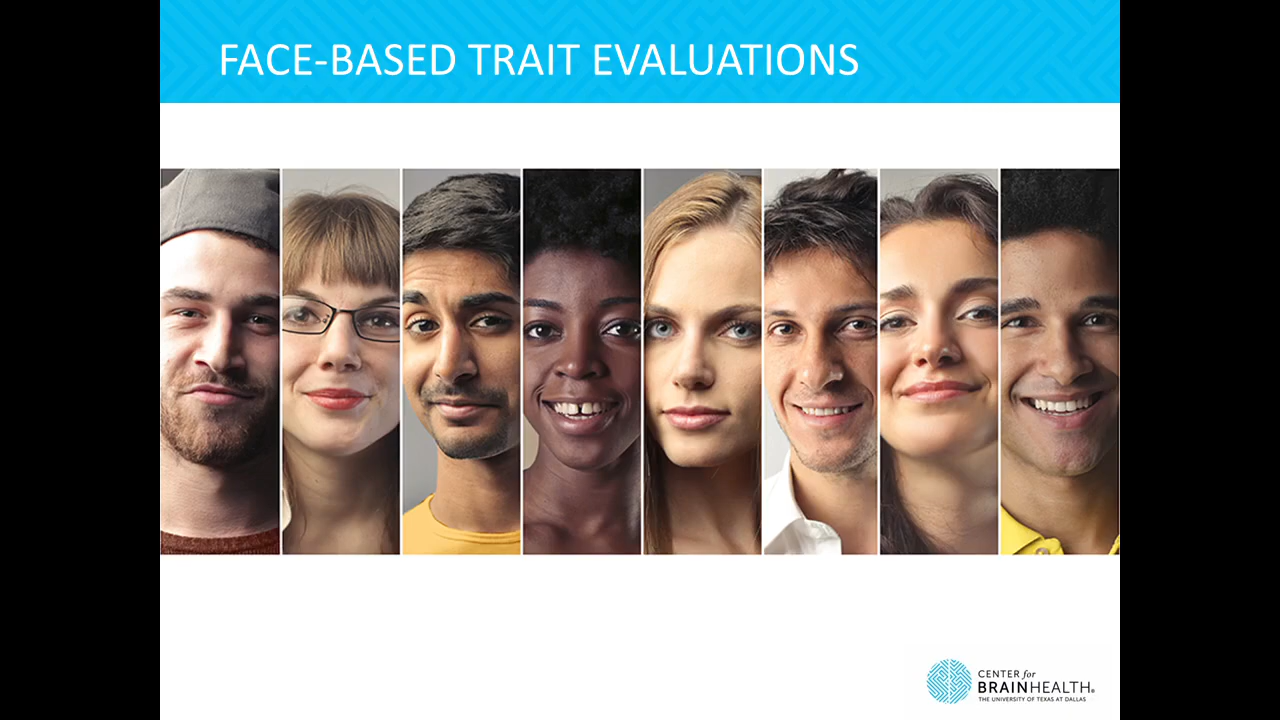 FACE-BASED TRAIT EVALUATIONS
CENTER for
BRAINHEALTH®
THE UNIVERSITY OF TEXAS AT DALLAS